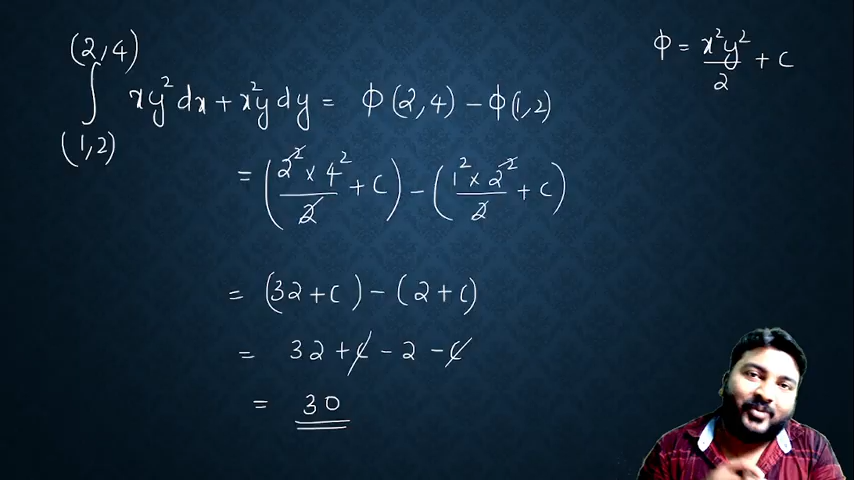 (2,4)
∫ xy² dx + x²y dy = ϕ(2,4) − ϕ(1,2)
(1,2)
ϕ = x²y²/2 + c
= (2² × 4²/2 + c) − (1² × 2²/2 + c)
= (32 + c) − (2 + c)
= 32 + c − 2 − c
= 30